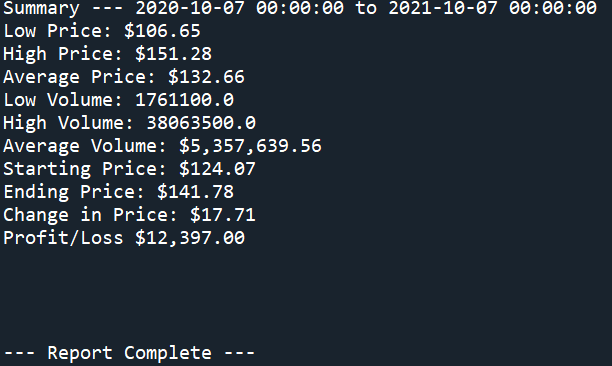 Summary --- 2020-10-07 00:00:00 to 2021-10-07 00:00:00
Low Price: $106.65
High Price: $151.28
Average Price: $132.66
Low Volume: 1761100.0
High Volume: 38063500.0
Average Volume: $5,357,639.56
Starting Price: $124.07
Ending Price: $141.78
Change in Price: $17.71
Profit/Loss $12,397.00
--- Report Complete ---